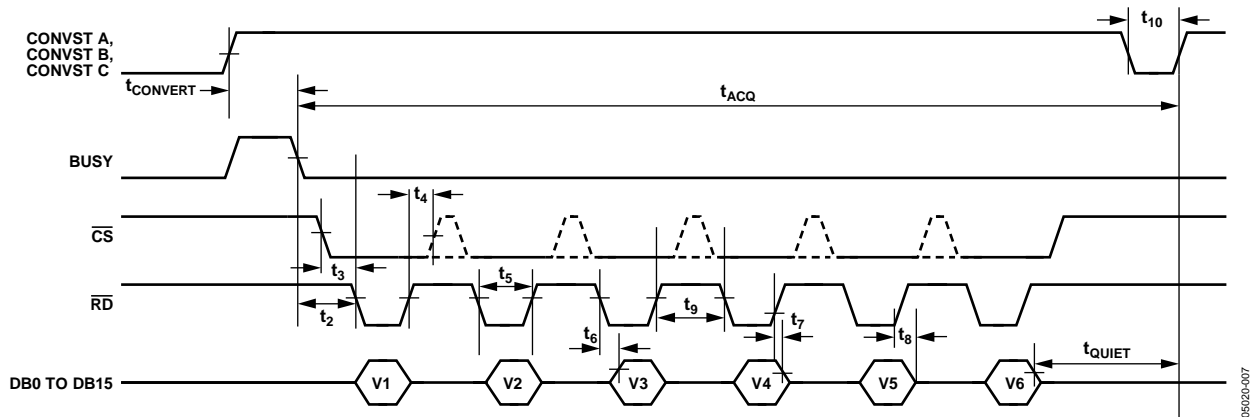 CONVST A,
CONVST B,
CONVST C
t10
tCONVERT
tACQ
BUSY
t4
CS
t3
t5
RD
t2
t9
t6
t7
t8
tQUIET
DB0 TO DB15
V1
V2
V3
V4
V5
V6
05020-007